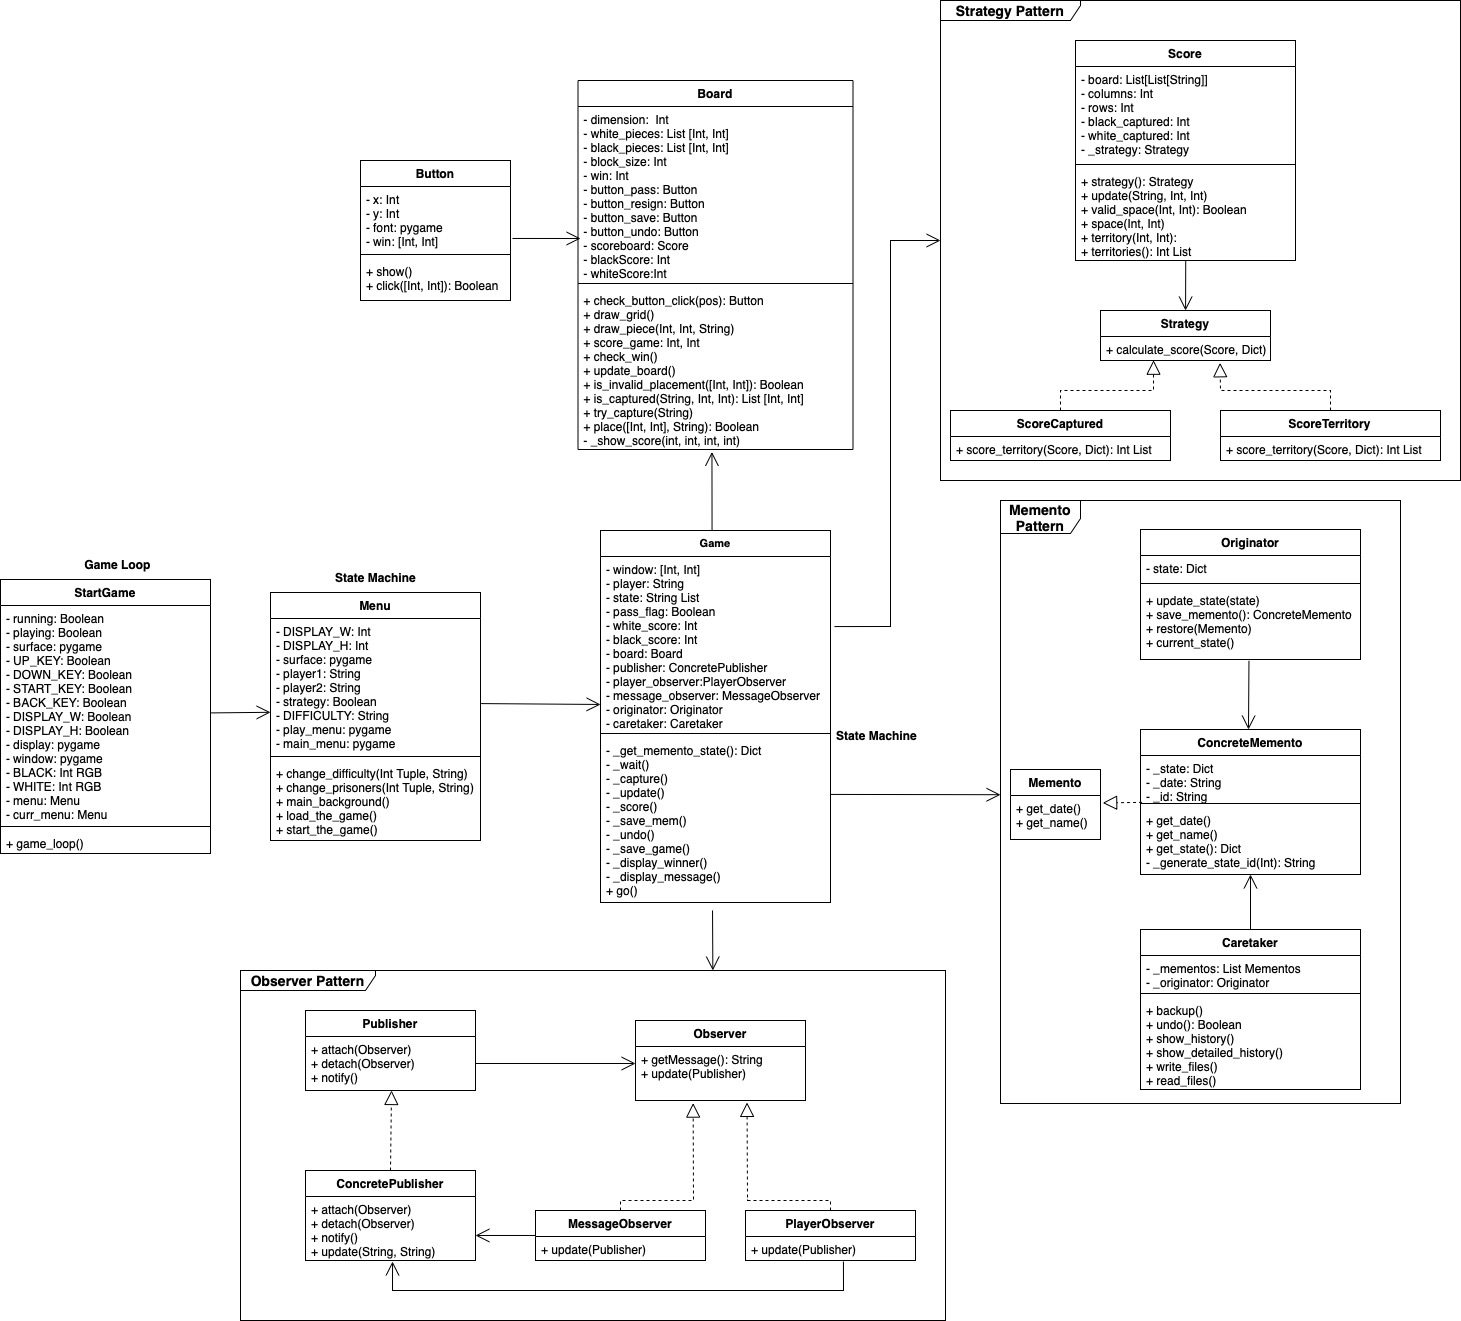 Strategy Pattern
Score
- board: List[List[String]]
- columns: Int
- rows: Int
- black_captured: Int
- white_captured: Int
- _strategy: Strategy
+ strategy(): Strategy
+ update(String, Int, Int)
+ valid_space(Int, Int): Boolean
+ space(Int, Int)
+ territory(Int, Int):
+ territories(): Int List
Strategy
+ calculate_score(Score, Dict)
ScoreCaptured
+ score_territory(Score, Dict): Int List
ScoreTerritory
+ score_territory(Score, Dict): Int List
Board
- dimension:  Int
- white_pieces: List [Int, Int]
- black_pieces: List [Int, Int]
- block_size: Int
- win: Int
- button_pass: Button
- button_resign: Button
- button_save: Button
- button_undo: Button
- scoreboard: Score
- blackScore: Int
- whiteScore:Int
+ check_button_click(pos): Button
+ draw_grid()
+ draw_piece(Int, Int, String)
+ score_game: Int, Int
+ check_win()
+ update_board()
+ is_invalid_placement([Int, Int]): Boolean
+ is_captured(String, Int, Int): List [Int, Int]
+ try_capture(String)
+ place([Int, Int], String): Boolean
- _show_score(int, int, int, int)
Button
- x: Int
- y: Int
- font: pygame
- win: [Int, Int]
+ show()
+ click([Int, Int]): Boolean
Game Loop
StartGame
- running: Boolean
- playing: Boolean
- surface: pygame
- UP_KEY: Boolean
- DOWN_KEY: Boolean
- START_KEY: Boolean
- BACK_KEY: Boolean
- DISPLAY_W: Boolean
- DISPLAY_H: Boolean
- display: pygame
- window: pygame
- BLACK: Int RGB
- WHITE: Int RGB
- menu: Menu
- curr_menu: Menu
+ game_loop()
State Machine
Menu
- DISPLAY_W: Int
- DISPLAY_H: Int
- surface: pygame
- player1: String
- player2: String
- strategy: Boolean
- DIFFICULTY: String
- play_menu: pygame
- main_menu: pygame
+ change_difficulty(Int Tuple, String)
+ change_prisoners(Int Tuple, String)
+ main_background()
+ load_the_game()
+ start_the_game()
Game
- window: [Int, Int]
- player: String
- state: String List
- pass_flag: Boolean
- white_score: Int
- black_score: Int
- board: Board
- publisher: ConcretePublisher
- player_observer:PlayerObserver
- message_observer: MessageObserver
- originator: Originator
- caretaker: Caretaker
- _get_memento_state(): Dict
- _wait()
- _capture()
- _update()
- _score()
- _save_mem()
- _undo()
- _save_game()
- _display_winner()
- _display_message()
+ go()
State Machine
Memento
Pattern
Originator
- state: Dict
+ update_state(state)
+ save_memento(): ConcreteMemento
+ restore(Memento)
+ current_state()
ConcreteMemento
- _state: Dict
- _date: String
- _id: String
+ get_date()
+ get_name()
+ get_state(): Dict
- _generate_state_id(Int): String
Memento
+ get_date()
+ get_name()
Caretaker
- _mementos: List Mementos
- _originator: Originator
+ backup()
+ undo(): Boolean
+ show_history()
+ show_detailed_history()
+ write_files()
+ read_files()
Observer Pattern
Publisher
+ attach(Observer)
+ detach(Observer)
+ notify()
Observer
+ getMessage(): String
+ update(Publisher)
ConcretePublisher
+ attach(Observer)
+ detach(Observer)
+ notify()
+ update(String, String)
MessageObserver
+ update(Publisher)
PlayerObserver
+ update(Publisher)